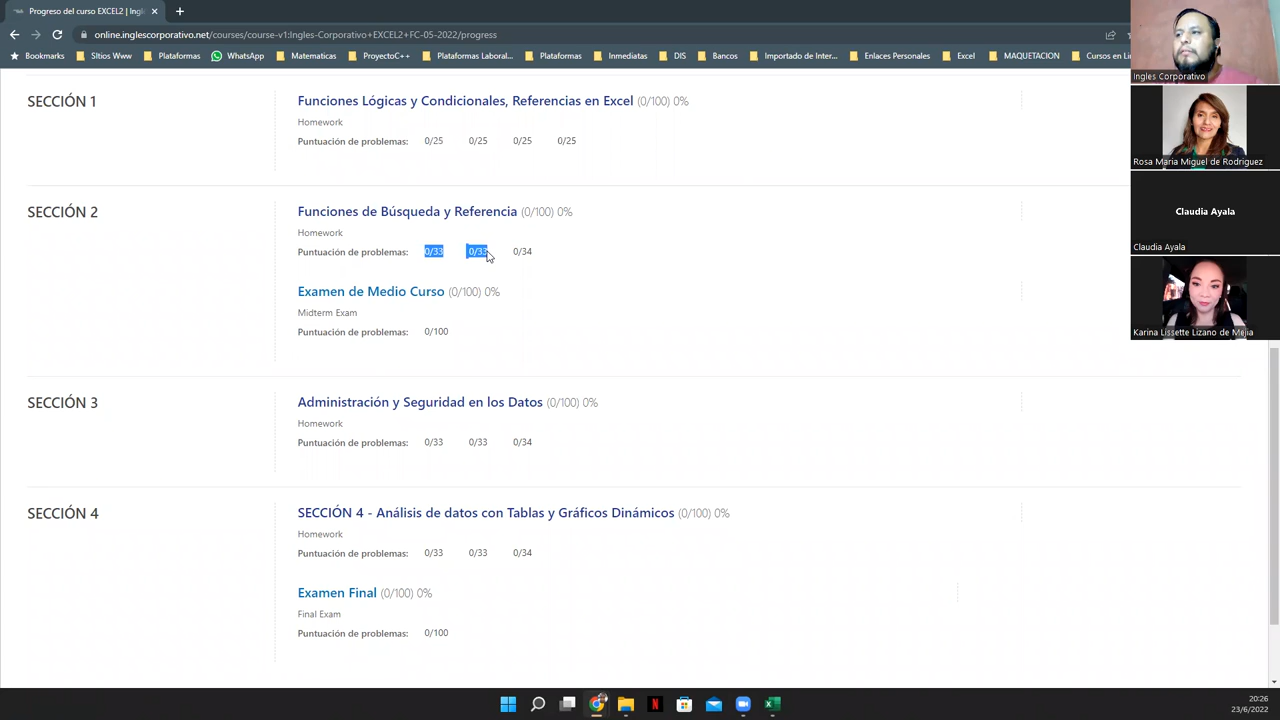 Progreso del curso EXCEL2 | Ingl
online.inglescorporativo.net/courses/course-v1:Ingles-Corporativo+EXCEL2+FC-05-2022/progress
Bookmarks SItios Www Plataformas WhatsApp Matematicas ProyectoC++ Plataformas Laboral... Plataformas Inmediatas DIS Bancos Importado de Inter... Enlaces Personales Excel MAQUETACION Cursos en Lin
Ingles Corporativo
Rosa Maria Miguel de Rodriguez
Claudia Ayala
Claudia Ayala
Karina Lissette Lizano de Mejia
SECCIÓN 1
Funciones Lógicas y Condicionales, Referencias en Excel (0/100) 0%
Homework
Puntuación de problemas: 0/25 0/25 0/25 0/25
SECCIÓN 2
Funciones de Búsqueda y Referencia (0/100) 0%
Homework
Puntuación de problemas: 0/33 0/33 0/34
Examen de Medio Curso (0/100) 0%
Midterm Exam
Puntuación de problemas: 0/100
SECCIÓN 3
Administración y Seguridad en los Datos (0/100) 0%
Homework
Puntuación de problemas: 0/33 0/33 0/34
SECCIÓN 4
SECCIÓN 4 - Análisis de datos con Tablas y Gráficos Dinámicos (0/100) 0%
Homework
Puntuación de problemas: 0/33 0/33 0/34
Examen Final (0/100) 0%
Final Exam
Puntuación de problemas: 0/100
20:26
23/6/2022